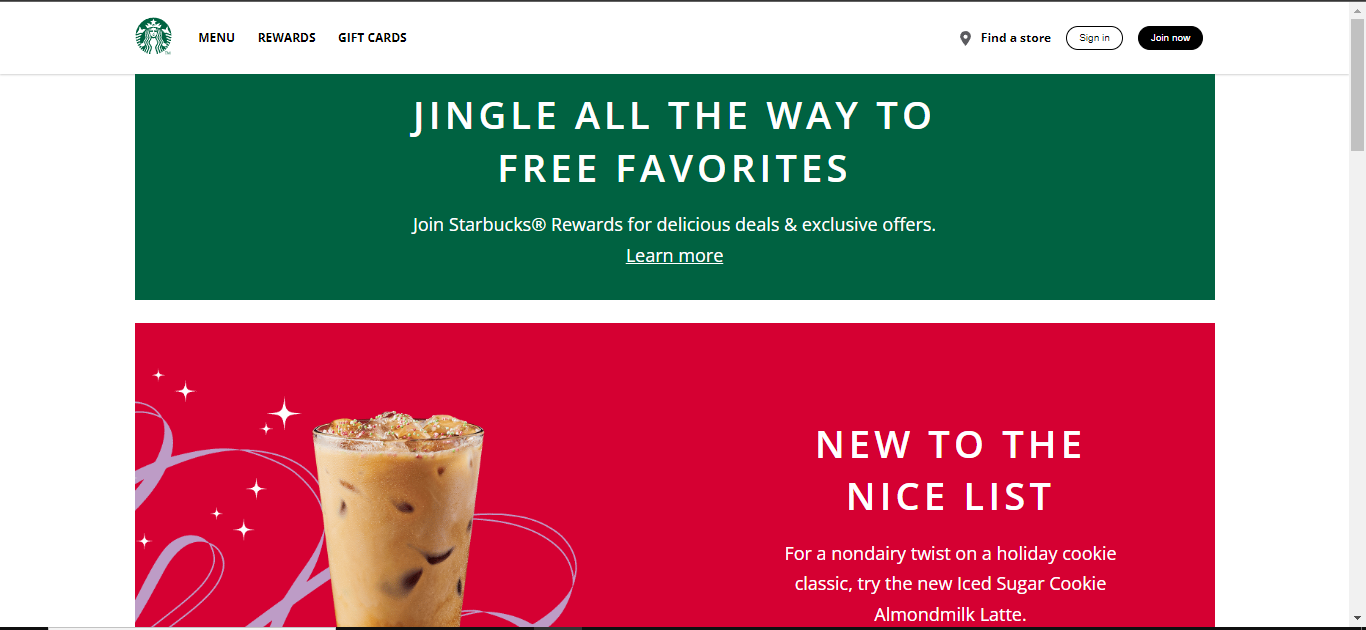 MENU REWARDS GIFT CARDS Find a store Sign in Join now
JINGLE ALL THE WAY TO
FREE FAVORITES
Join Starbucks® Rewards for delicious deals & exclusive offers.
Learn more
NEW TO THE
NICE LIST
For a nondairy twist on a holiday cookie
classic, try the new Iced Sugar Cookie
Almondmilk Latte.